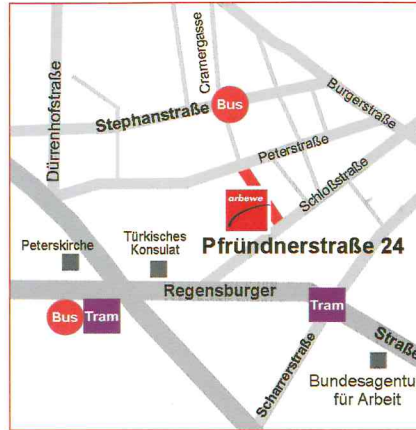 Cramergasse
Dürrenhofstraße
Stephanstraße
Bus
Burgerstraße
Peterstraße
Schloßstraße
arbewe
Pfründnerstraße 24
Peterskirche
Türkisches
Konsulat
Regensburger
Straße
Bus
Tram
Tram
Scharrerstraße
Bundesagentur
für Arbeit